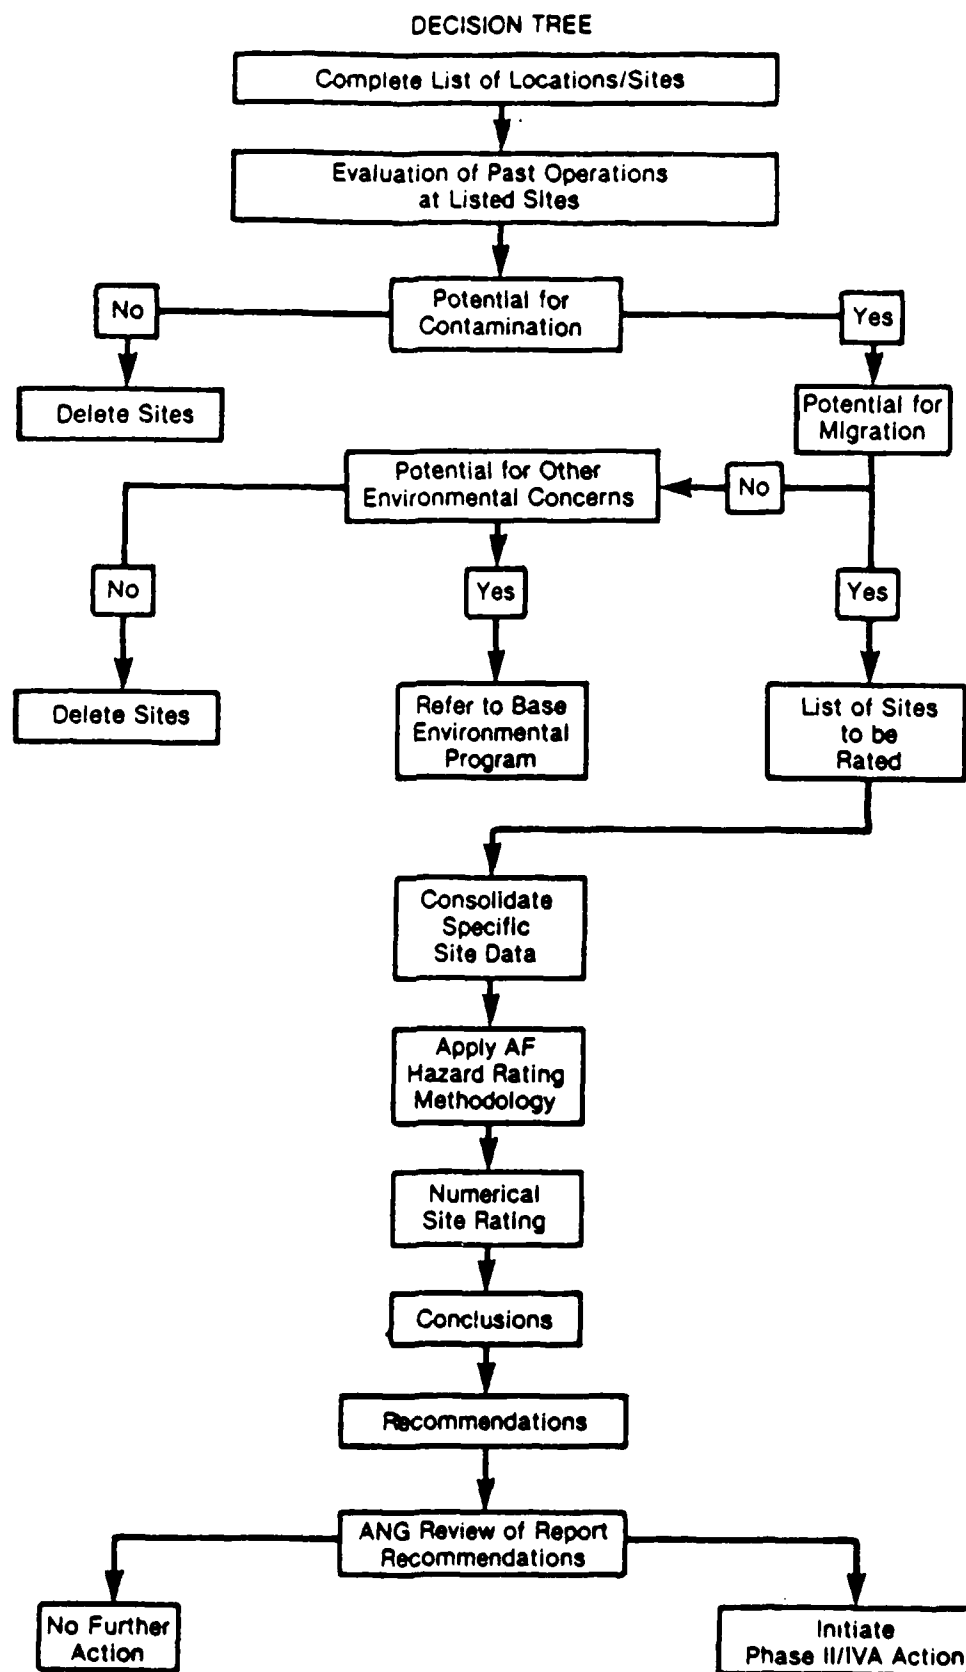 DECISION TREE
Complete List of Locations/Sites
Evaluation of Past Operations
at Listed Sites
No
Potential for
Contamination
Yes
Delete Sites
Potential for
Migration
Potential for Other
Environmental Concerns
No
No
Yes
Yes
Delete Sites
Refer to Base
Environmental
Program
List of Sites
to be
Rated
Consolidate
Specific
Site Data
Apply AF
Hazard Rating
Methodology
Numerical
Site Rating
Conclusions
Recommendations
ANG Review of Report
Recommendations
No Further
Action
Initiate
Phase II/IVA Action